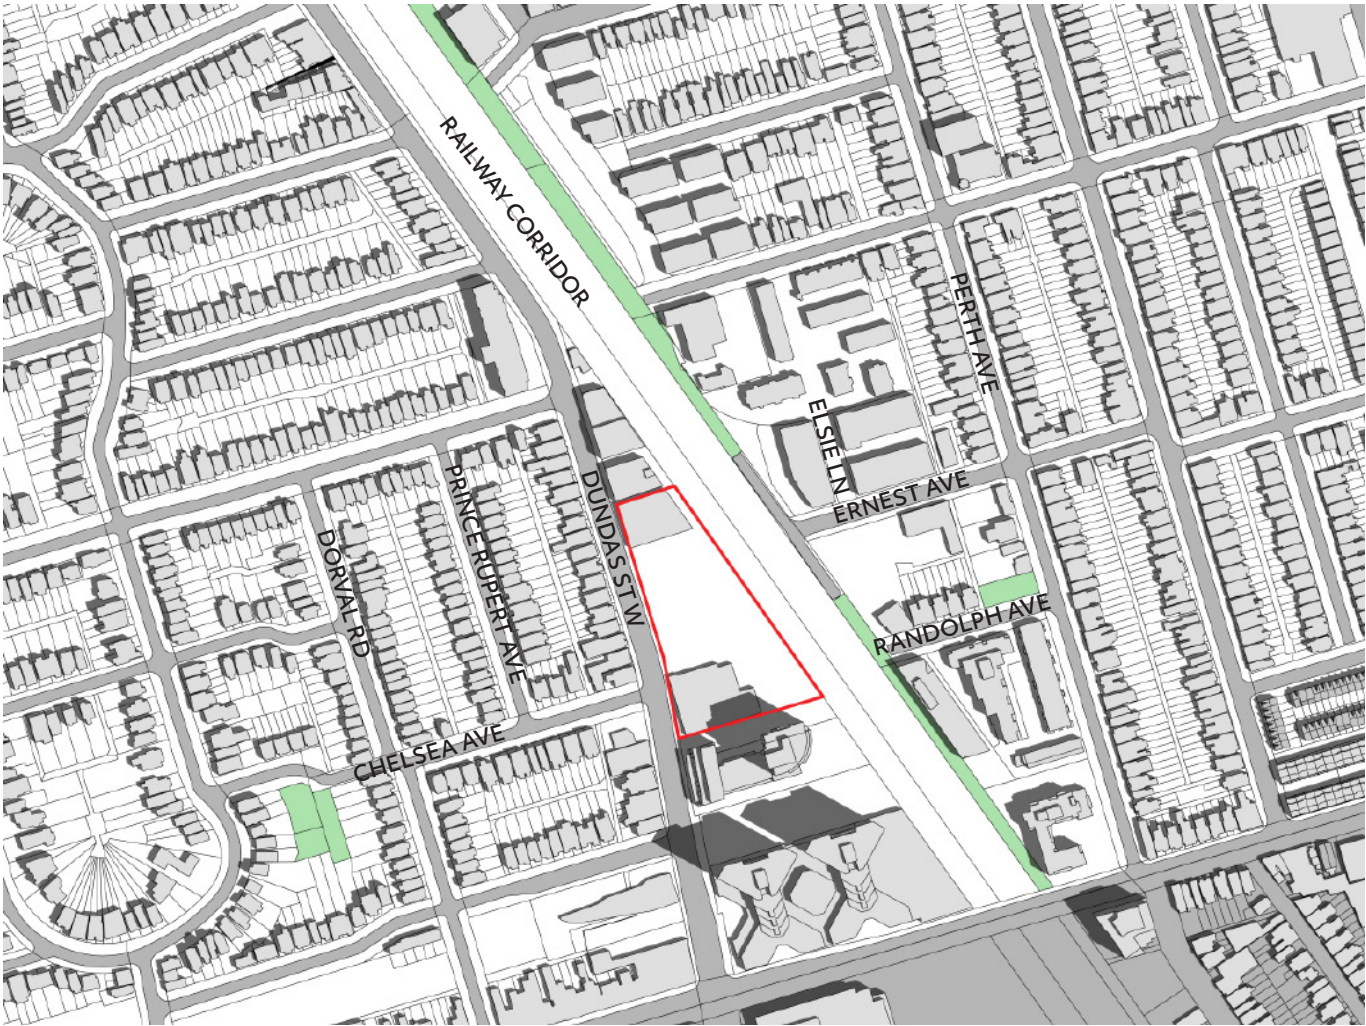 RAILWAY CORRIDOR
PERTH AVE
ELSIE LN
ERNEST AVE
DUNDAS ST W
PRINCE RUPERT AVE
DORVAL RD
RANDOLPH AVE
CHELSEA AVE